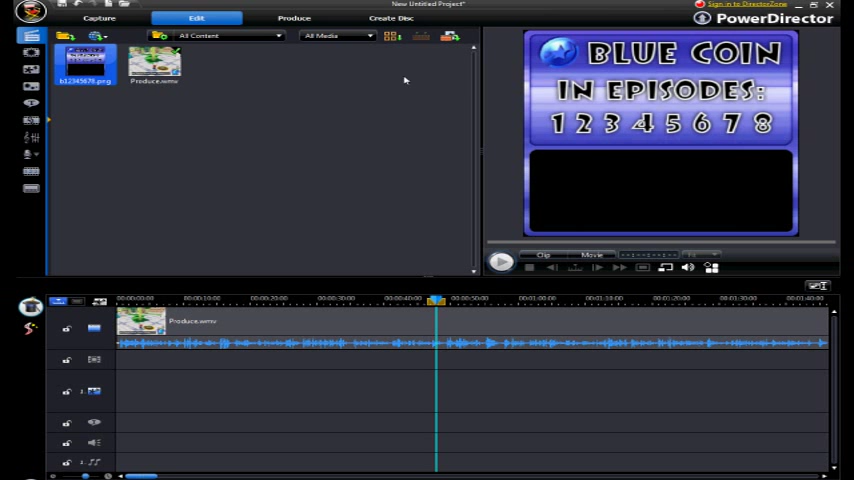 New Untitled Project*
Sign in to DirectorZone
Capture
Edit
Produce
Create Disc
PowerDirector
All Content
All Media
b12345678.png
Produce.wmv
BLUE COIN
IN EPISODES:
1 2 3 4 5 6 7 8
Clip
Movie
--:--:--:--
Fit
00:00:00:00
00:00:10:00
00:00:20:00
00:00:30:00
00:00:40:00
00:00:50:00
00:01:00:00
00:01:10:00
00:01:20:00
00:01:30:00
00:01:40:00
Produce.wmv
1.
1.